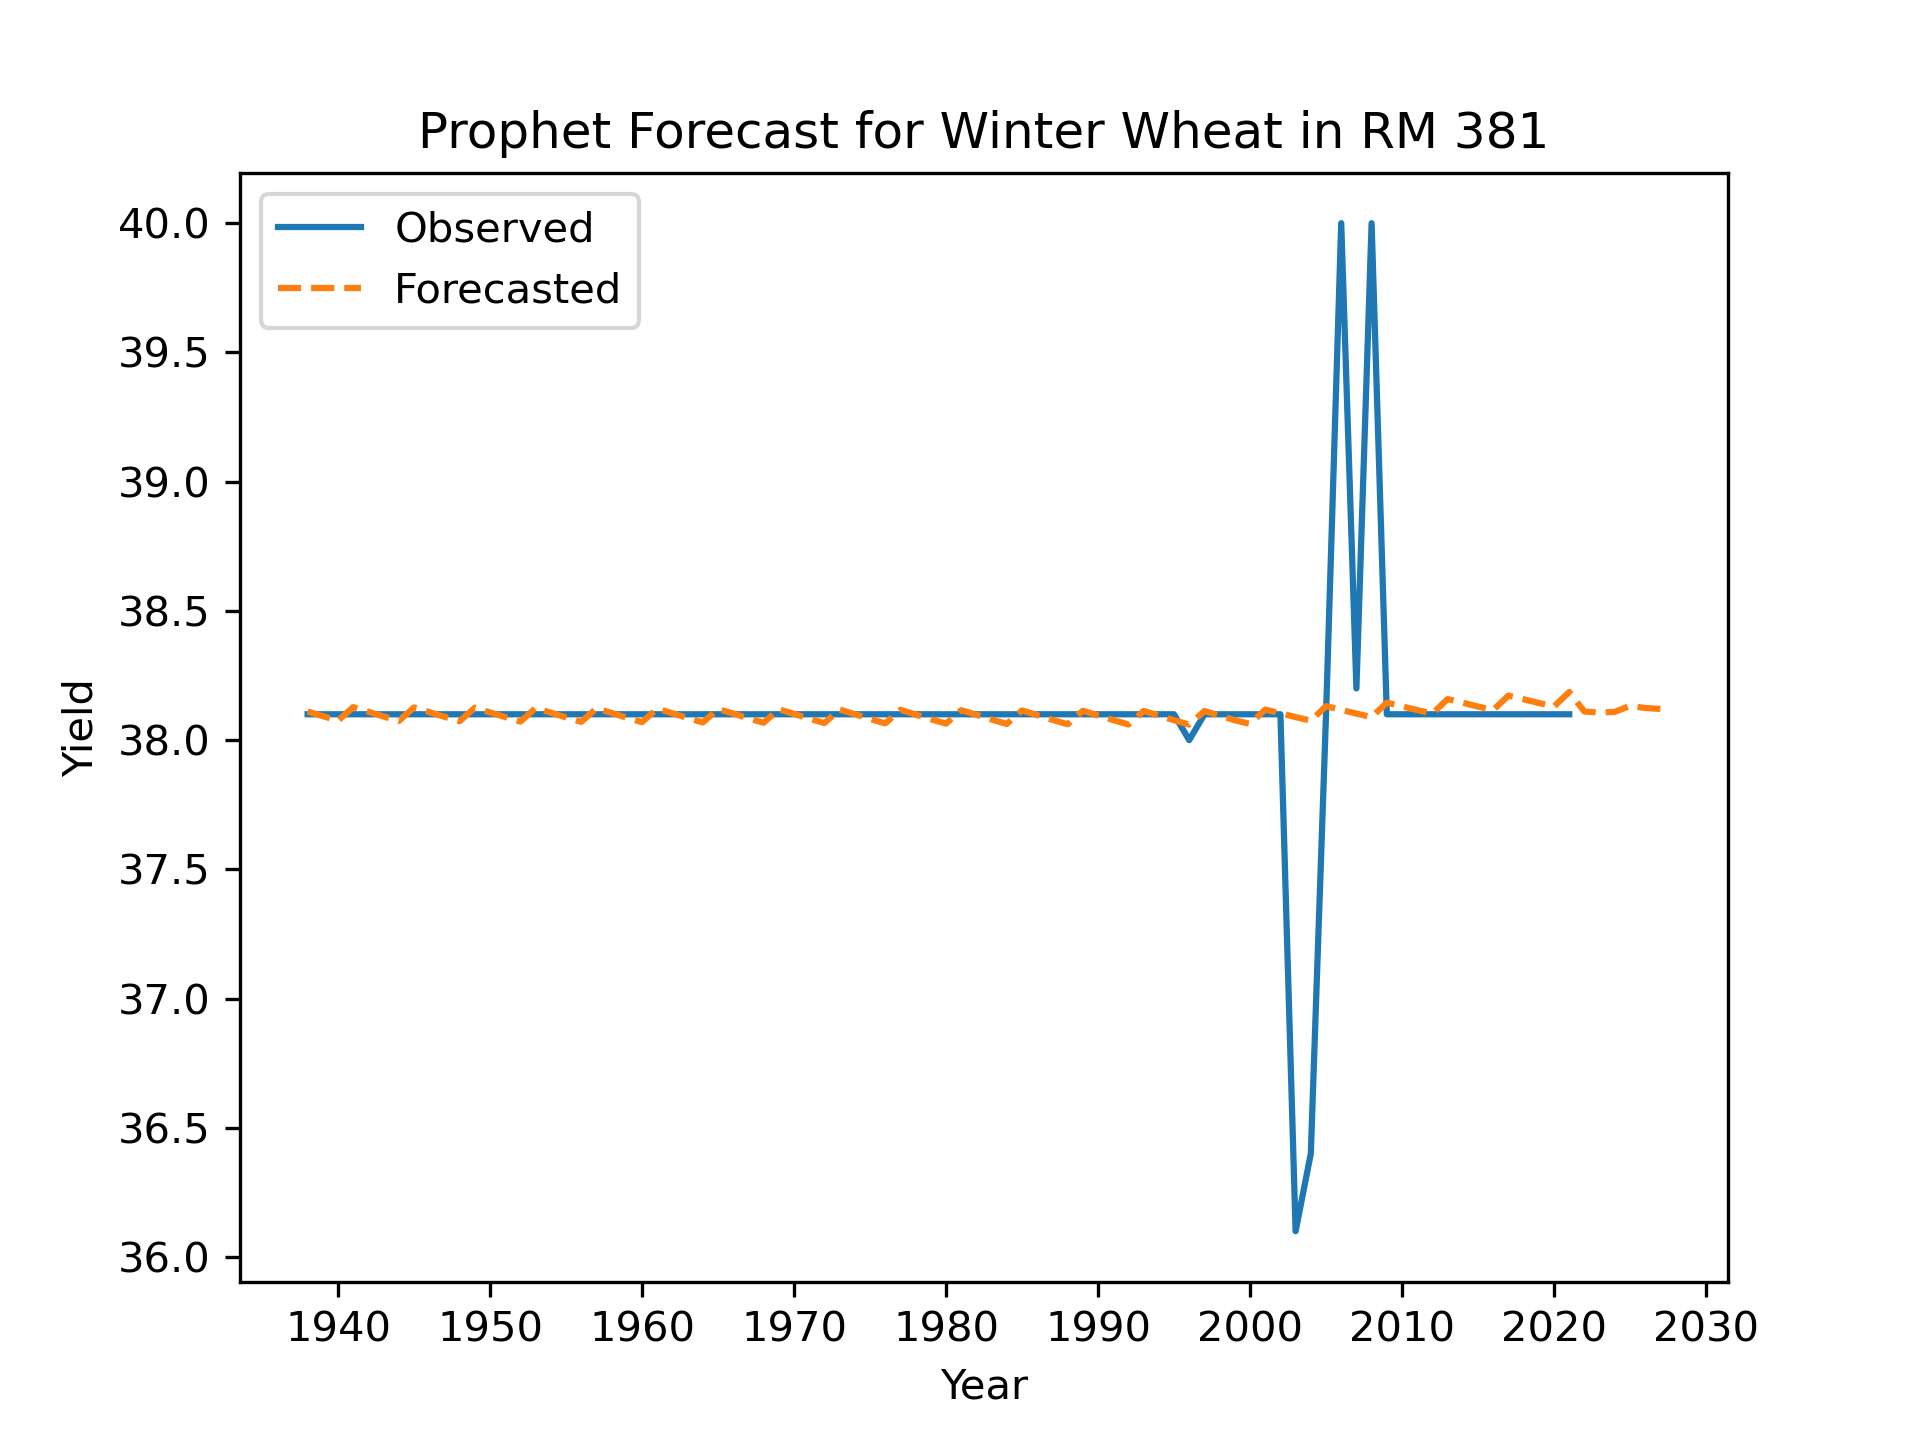 Prophet Forecast for Winter Wheat in RM 381
Observed
Forecasted
40.0
39.5
39.0
38.5
38.0
37.5
37.0
36.5
36.0
Yield
1940 1950 1960 1970 1980 1990 2000 2010 2020 2030
Year